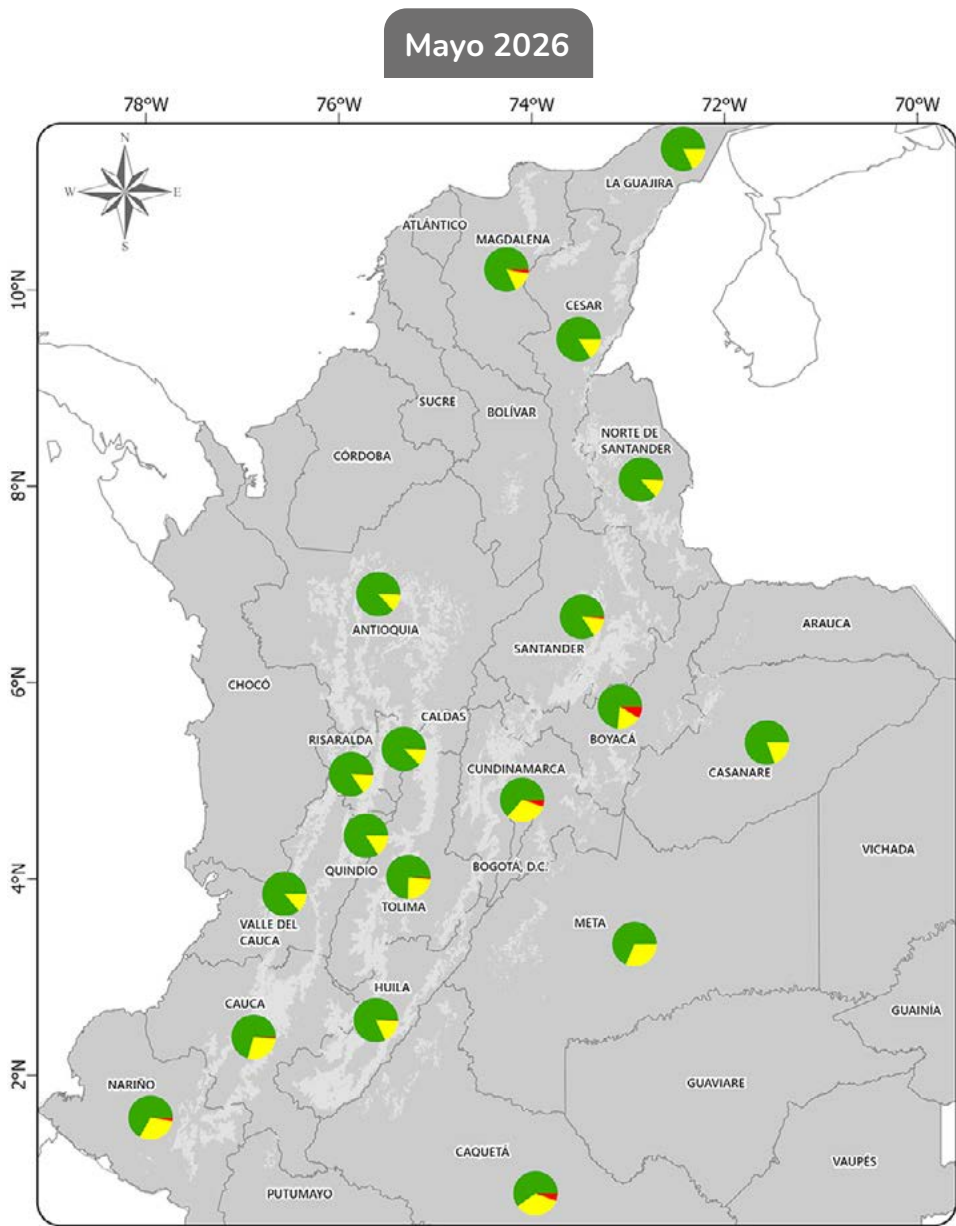 Mayo 2026
78°W 76°W 74°W 72°W 70°W
N
W E
S
LA GUAJIRA
ATLÁNTICO
MAGDALENA
10°N
CESAR
SUCRE
BOLÍVAR
NORTE DE
SANTANDER
CÓRDOBA
8°N
ANTIOQUIA
ARAUCA
SANTANDER
6°N
CHOCÓ
CALDAS
RISARALDA
BOYACÁ
CUNDINAMARCA
CASANARE
VICHADA
QUINDIO
BOGOTÁ, D.C.
4°N
TOLIMA
VALLE DEL
CAUCA
META
HUILA
CAUCA
GUAINÍA
2°N
NARIÑO
GUAVIARE
CAQUETÁ
VAUPÉS
PUTUMAYO